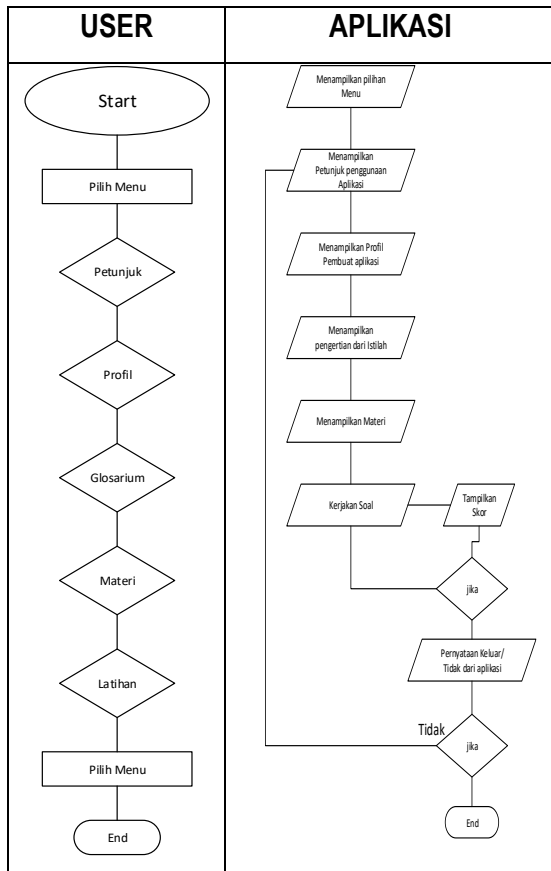 USER
APLIKASI
Start
Pilih Menu
Petunjuk
Profil
Glosarium
Materi
Latihan
Pilih Menu
End
Menampilkan pilihan
Menu
Menampilkan
Petunjuk penggunaan
Aplikasi
Menampilkan Profil
Pembuat aplikasi
Menampilkan
pengertian dari Istilah
Menampilkan Materi
Kerjakan Soal
Tampilkan
Skor
jika
Pernyataan Keluar/
Tidak dari aplikasi
Tidak
jika
End